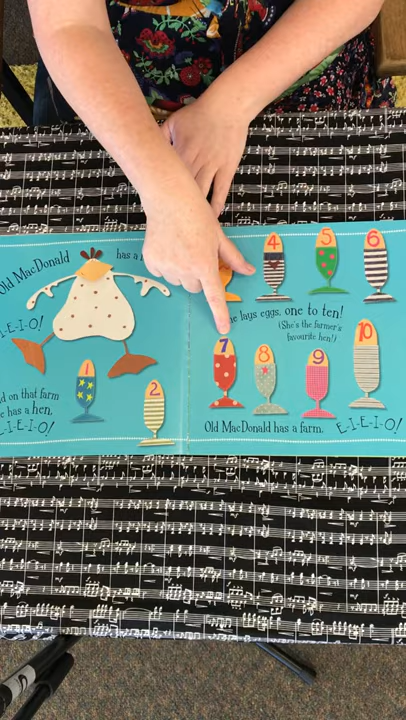 Old MacDonald has a
E-I-E-I-O!
on that farm
he has a hen,
E-I-E-I-O!
1
2
4
5
6
she lays eggs, one to ten!
(She's the farmer's
favourite hen!)
7
8
9
10
Old MacDonald has a farm. E-I-E-I-O!